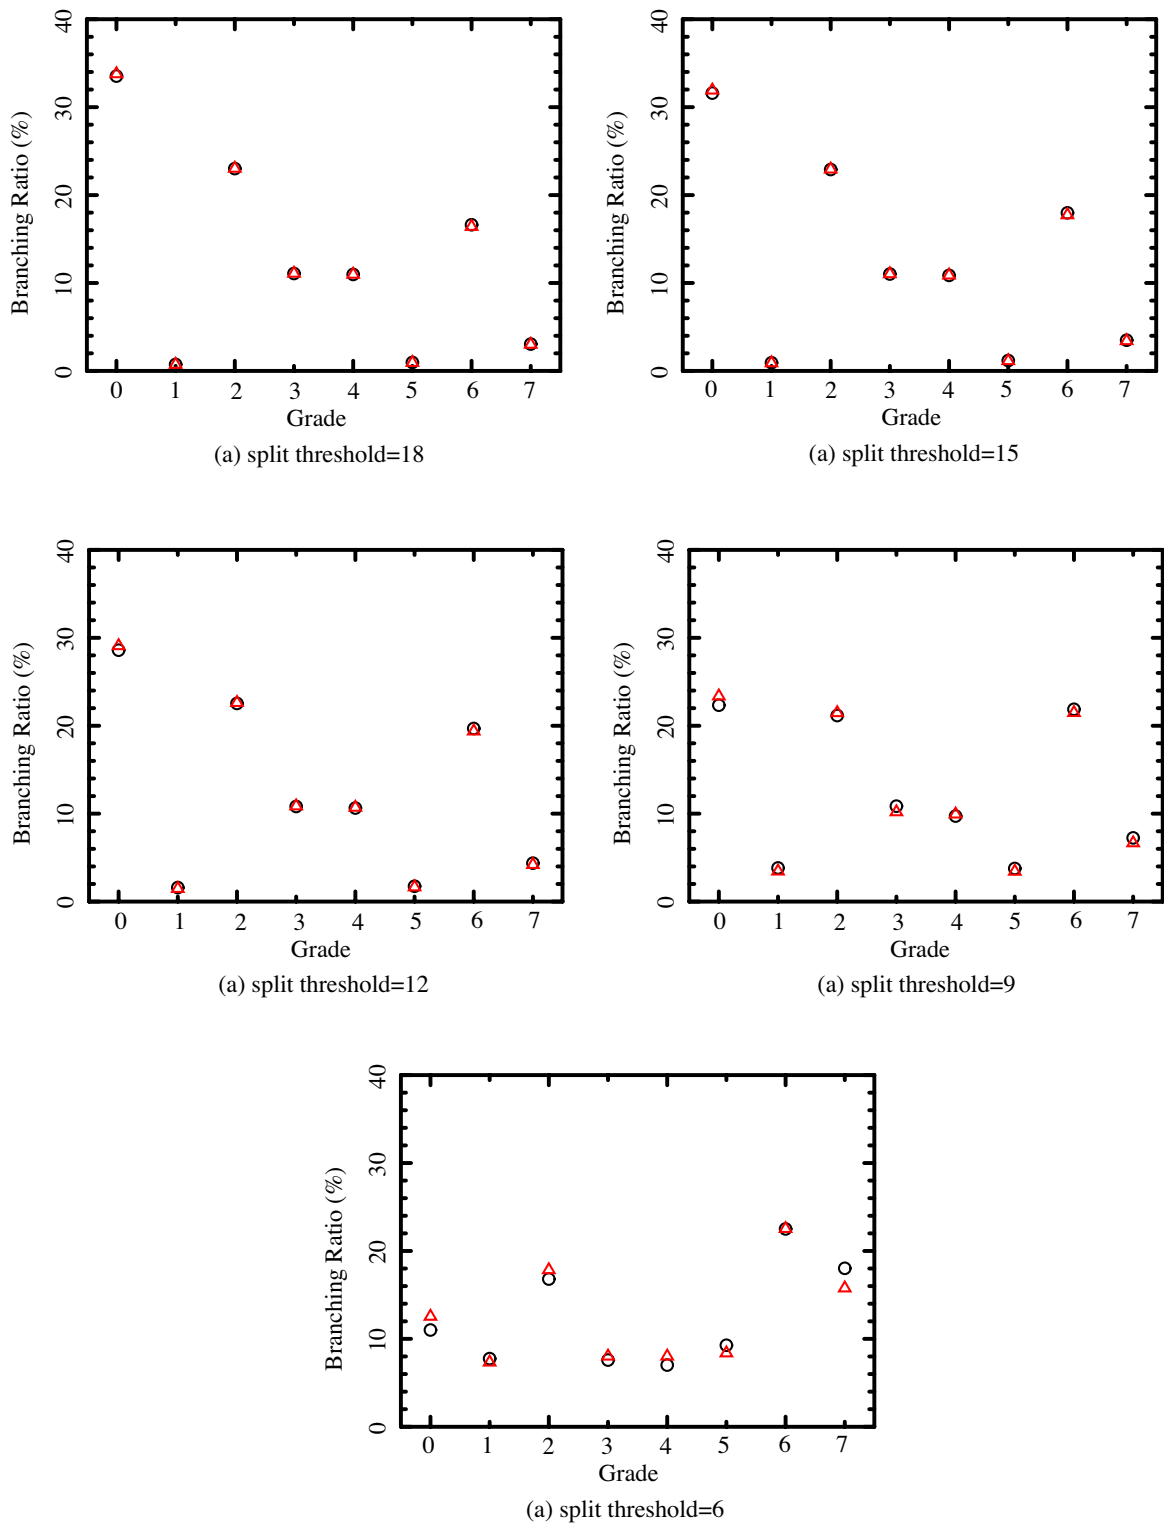 40
30
20
10
0
Branching Ratio (%)
0 1 2 3 4 5 6 7
Grade
(a) split threshold=18
40
30
20
10
0
Branching Ratio (%)
0 1 2 3 4 5 6 7
Grade
(a) split threshold=15
40
30
20
10
0
Branching Ratio (%)
0 1 2 3 4 5 6 7
Grade
(a) split threshold=12
40
30
20
10
0
Branching Ratio (%)
0 1 2 3 4 5 6 7
Grade
(a) split threshold=9
40
30
20
10
0
Branching Ratio (%)
0 1 2 3 4 5 6 7
Grade
(a) split threshold=6